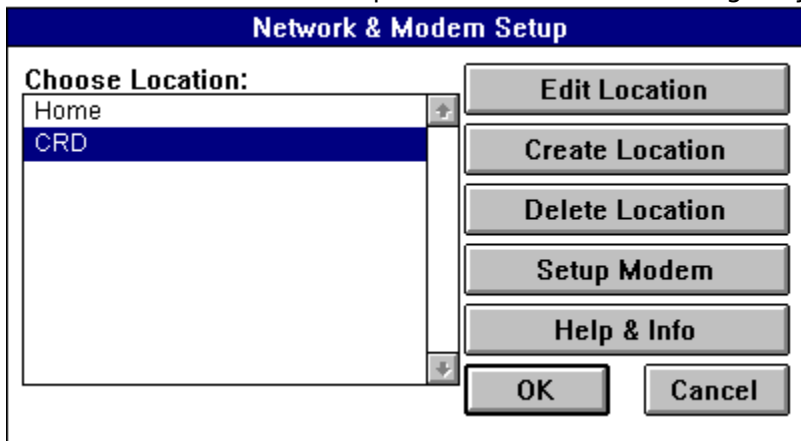 Network & Modem Setup
Choose Location:
Home
CRD
Edit Location
Create Location
Delete Location
Setup Modem
Help & Info
OK
Cancel